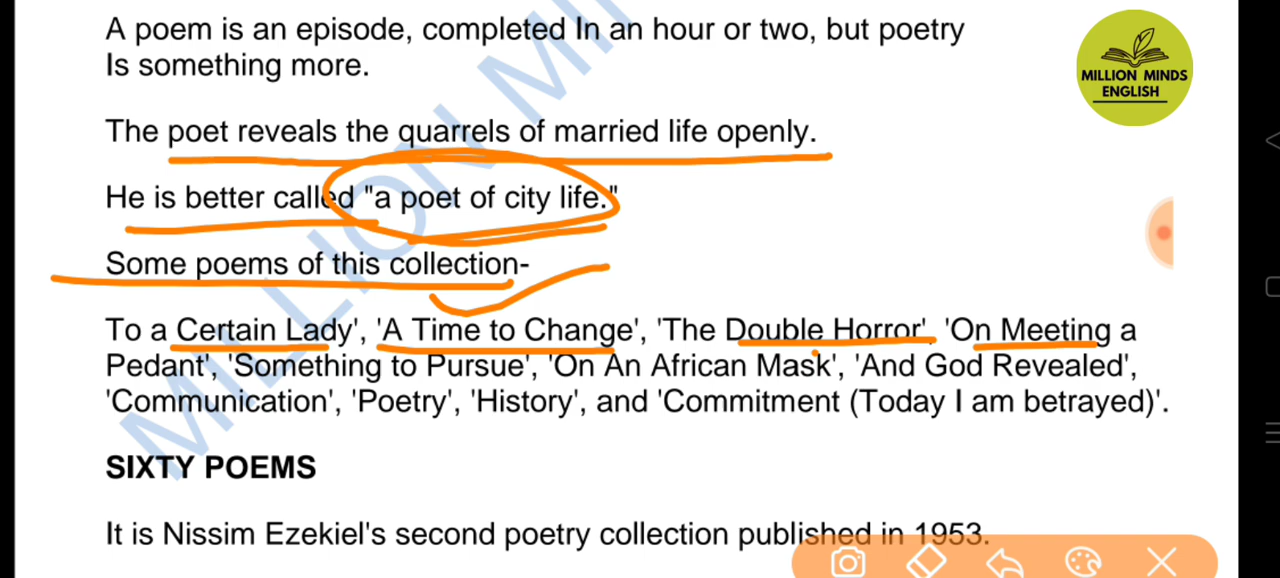 A poem is an episode, completed In an hour or two, but poetry
Is something more.
MILLION MINDS
ENGLISH
The poet reveals the quarrels of married life openly.
He is better called "a poet of city life."
Some poems of this collection-
To a Certain Lady', 'A Time to Change', 'The Double Horror', 'On Meeting a
Pedant', 'Something to Pursue', 'On An African Mask', 'And God Revealed',
'Communication', 'Poetry', 'History', and 'Commitment (Today I am betrayed)'.
SIXTY POEMS
It is Nissim Ezekiel's second poetry collection published in 1953.
MILLION MI